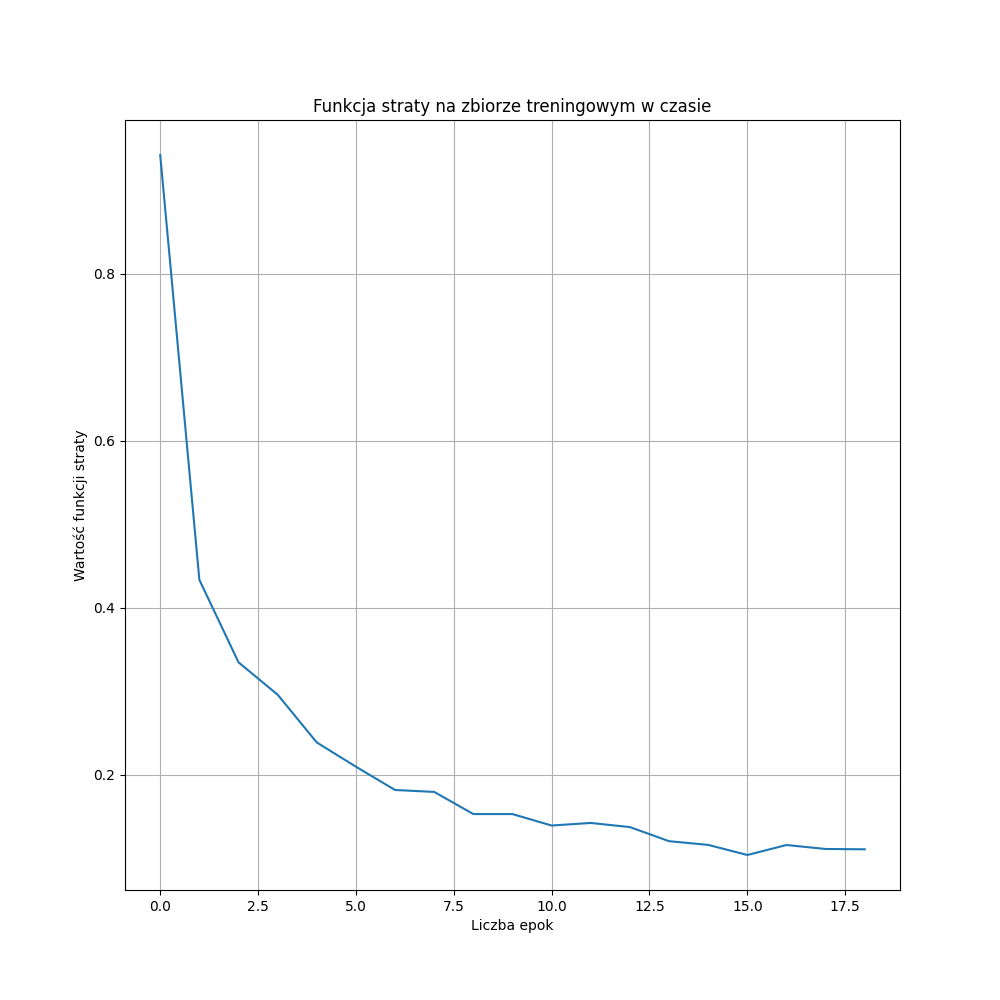 Funkcja straty na zbiorze treningowym w czasie
Wartość funkcji straty
0.8
0.6
0.4
0.2
0.0 2.5 5.0 7.5 10.0 12.5 15.0 17.5
Liczba epok